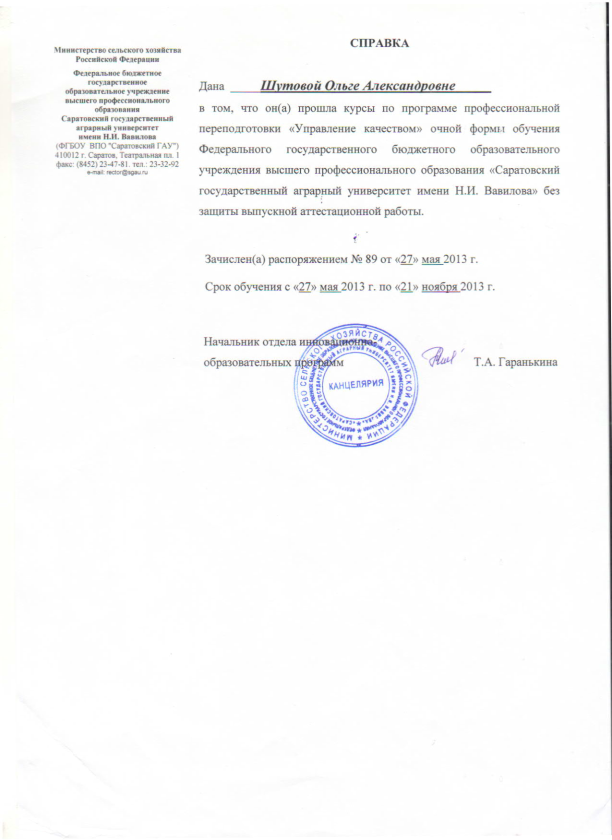 СПРАВКА
Министерство сельского хозяйства
Российской Федерации
Федеральное бюджетное
государственное
образовательное учреждение
высшего профессионального
образования
Саратовский государственный
аграрный университет
имени Н.И. Вавилова
(ФГБОУ ВПО "Саратовский ГАУ")
410012 г. Саратов, Театральная пл. 1
факс: (8452) 23-47-81. тел.: 23-32-92
e-mail: rector@sgau.ru
Дана Шутовой Ольге Александровне
в том, что он(а) прошла курсы по программе профессиональной
переподготовки «Управление качеством» очной формы обучения
Федерального государственного бюджетного образовательного
учреждения высшего профессионального образования «Саратовский
государственный аграрный университет имени Н.И. Вавилова» без
защиты выпускной аттестационной работы.
Зачислен(а) распоряжением № 89 от «27» мая 2013 г.
Срок обучения с «27» мая 2013 г. по «21» ноября 2013 г.
Начальник отдела инновационно-
образовательных программ Т.А. Гаранькина
МИНИСТЕРСТВО СЕЛЬСКОГО ХОЗЯЙСТВА РОССИЙСКОЙ ФЕДЕРАЦИИ
КАНЦЕЛЯРИЯ